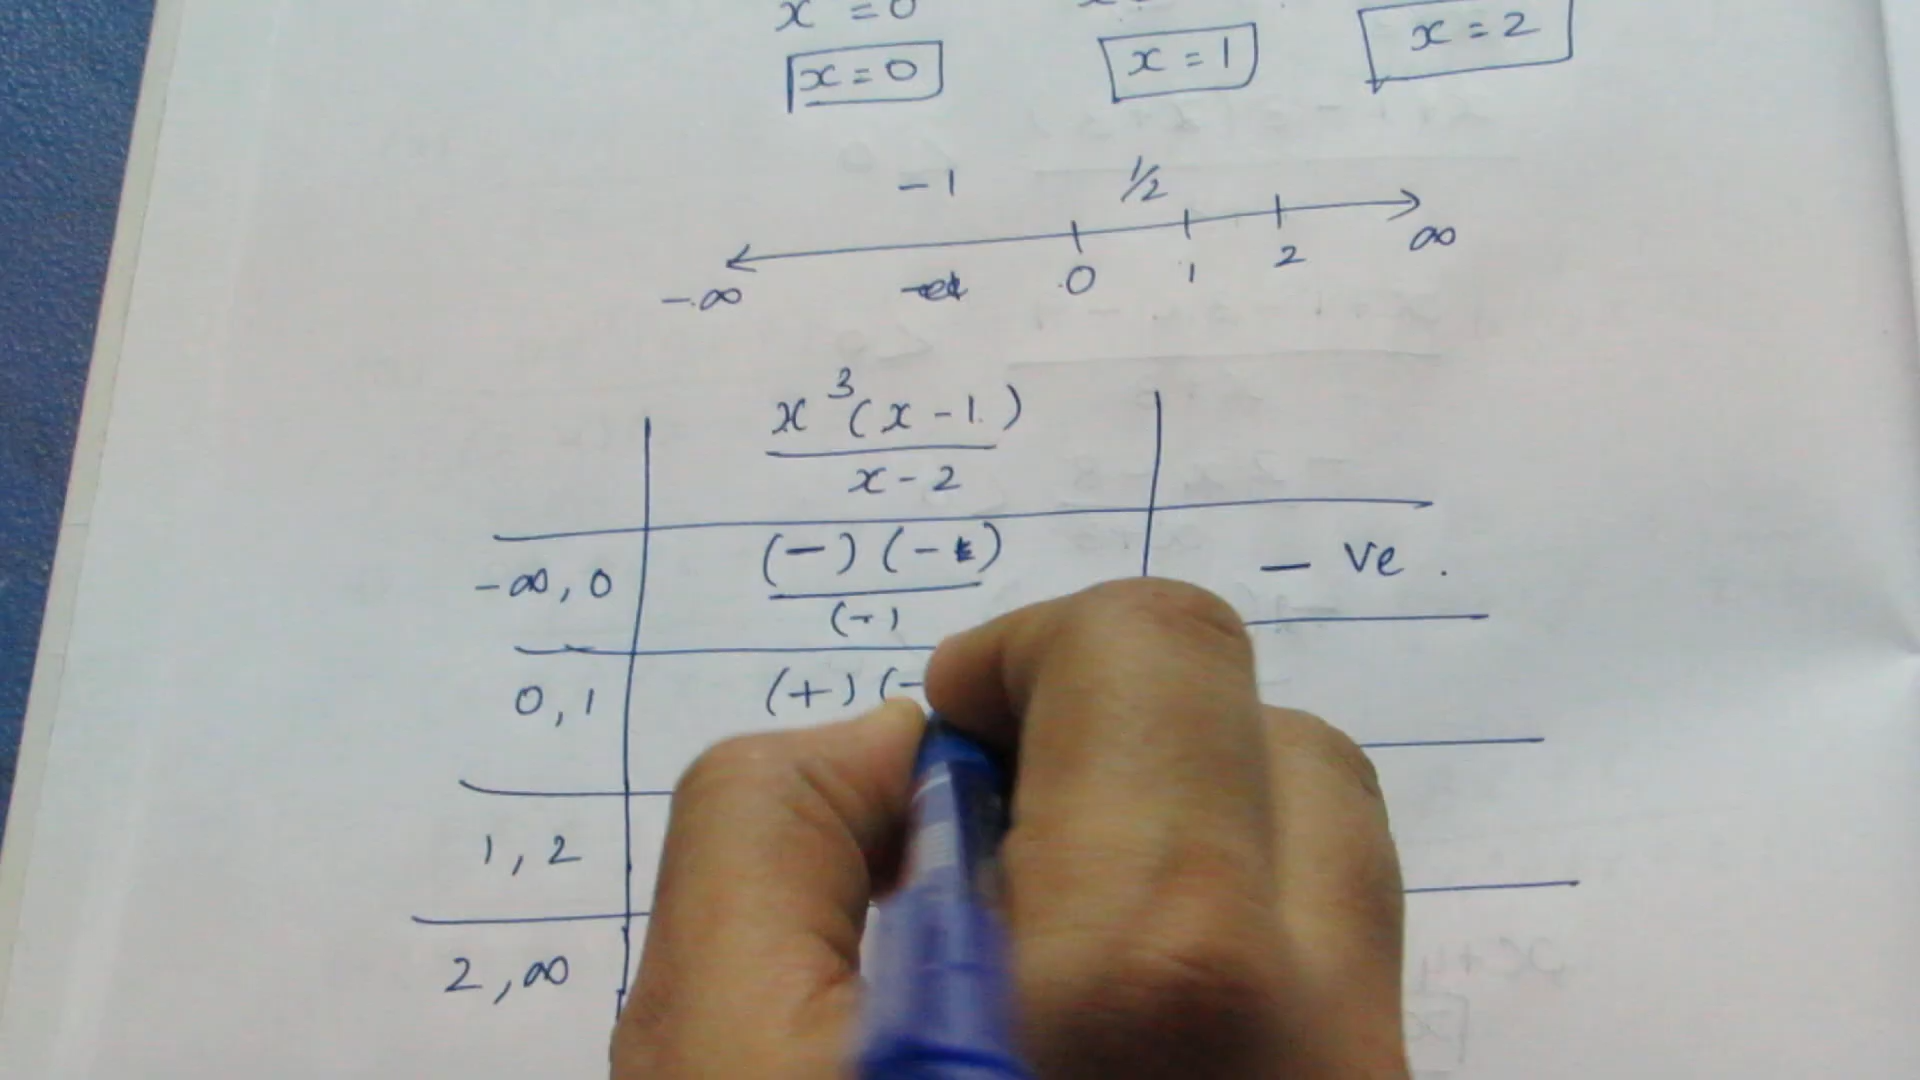 x = 0
x = 0 x = 1 x = 2
-1 1/2
-∞ 0 1 2 ∞
x³(x-1)
x-2
(-)(-)
-∞, 0 (-) -ve.
0, 1 (+)(-
1, 2
2, ∞